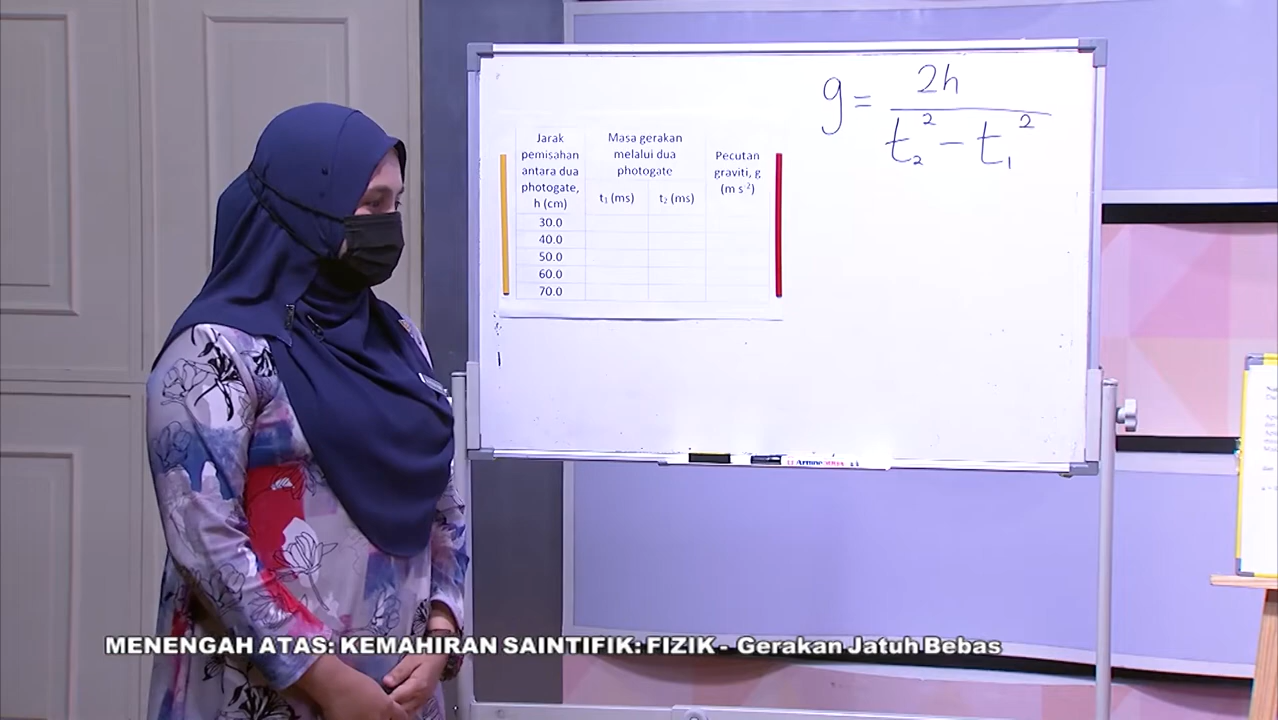 g = 2h / t₂² - t₁²
Jarak pemisahan antara dua photogate, h (cm)
Masa gerakan melalui dua photogate
Pecutan graviti, g (m s⁻²)
t₁ (ms)
t₂ (ms)
30.0
40.0
50.0
60.0
70.0
MENENGAH ATAS: KEMAHIRAN SAINTIFIK: FIZIK - Gerakan Jatuh Bebas